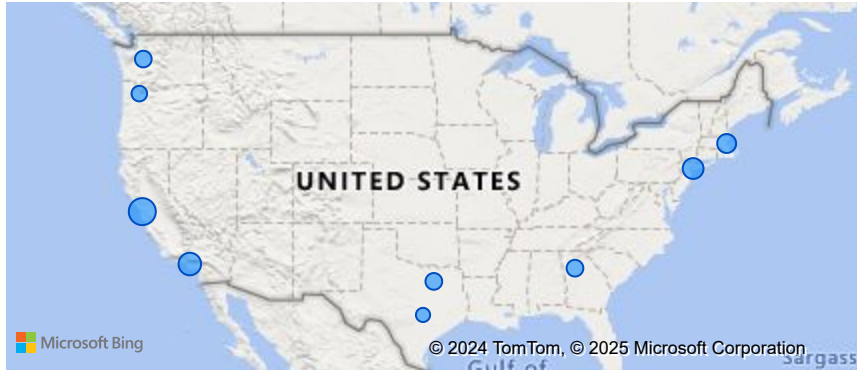 UNITED STATES
Microsoft Bing
© 2024 TomTom, © 2025 Microsoft Corporation
Sargass
Gulf of